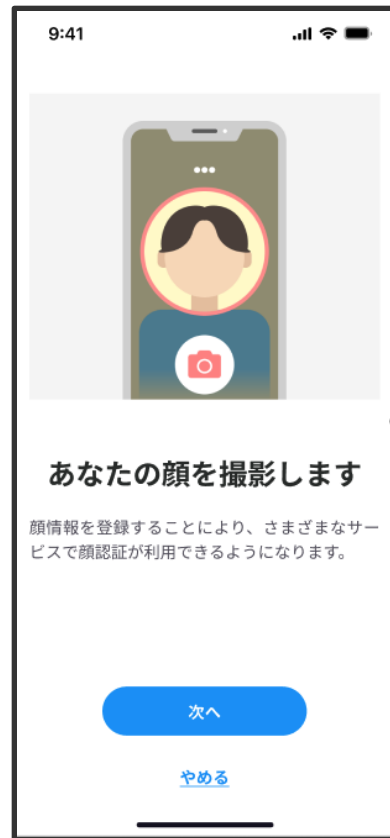 9:41
あなたの顔を撮影します
顔情報を登録することにより、さまざまなサー
ビスで顔認証が利用できるようになります。
次へ
やめる